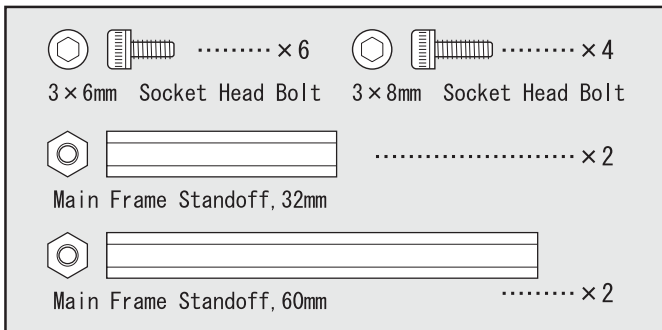 ········· ×6 ········· ×4
3×6mm Socket Head Bolt 3×8mm Socket Head Bolt
························ ×2
Main Frame Standoff, 32mm
········· ×2
Main Frame Standoff, 60mm